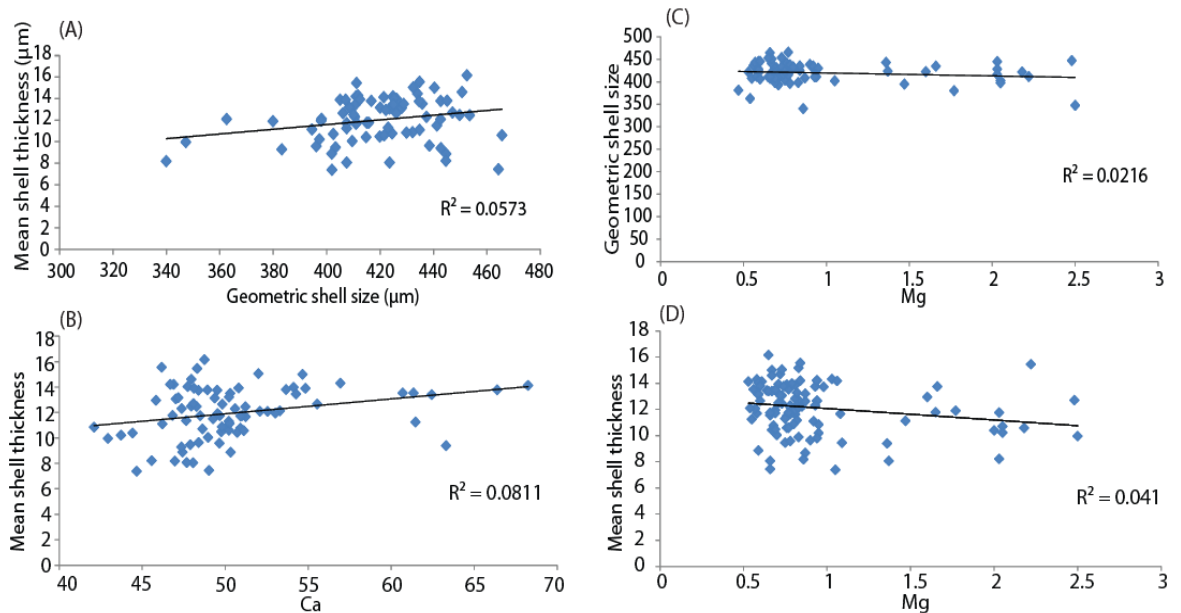 (A)
Mean shell thickness (μm)
18
16
14
12
10
8
6
4
2
0
300 320 340 360 380 400 420 440 460 480
Geometric shell size (μm)
R² = 0.0573
(C)
Geometric shell size
500
450
400
350
300
250
200
150
100
50
0
0 0.5 1 1.5 2 2.5 3
Mg
R² = 0.0216
(B)
Mean shell thickness
18
16
14
12
10
8
6
4
2
0
40 45 50 55 60 65 70
Ca
R² = 0.0811
(D)
Mean shell thickness
18
16
14
12
10
8
6
4
2
0
0 0.5 1 1.5 2 2.5 3
Mg
R² = 0.041